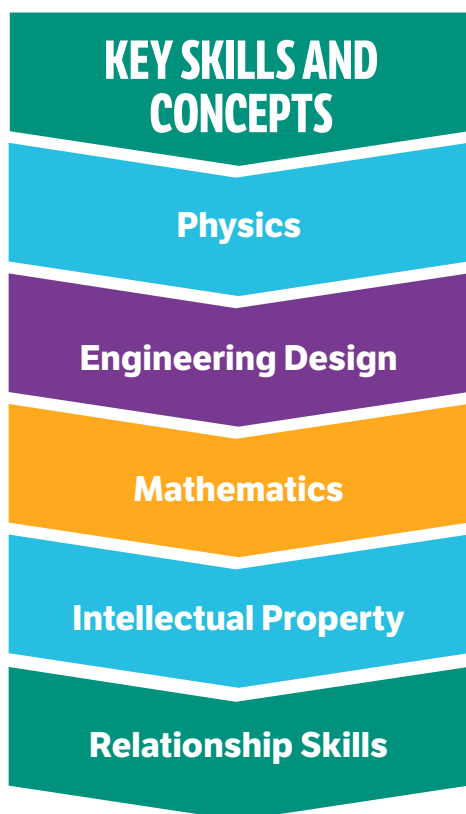 KEY SKILLS AND
CONCEPTS
Physics
Engineering Design
Mathematics
Intellectual Property
Relationship Skills